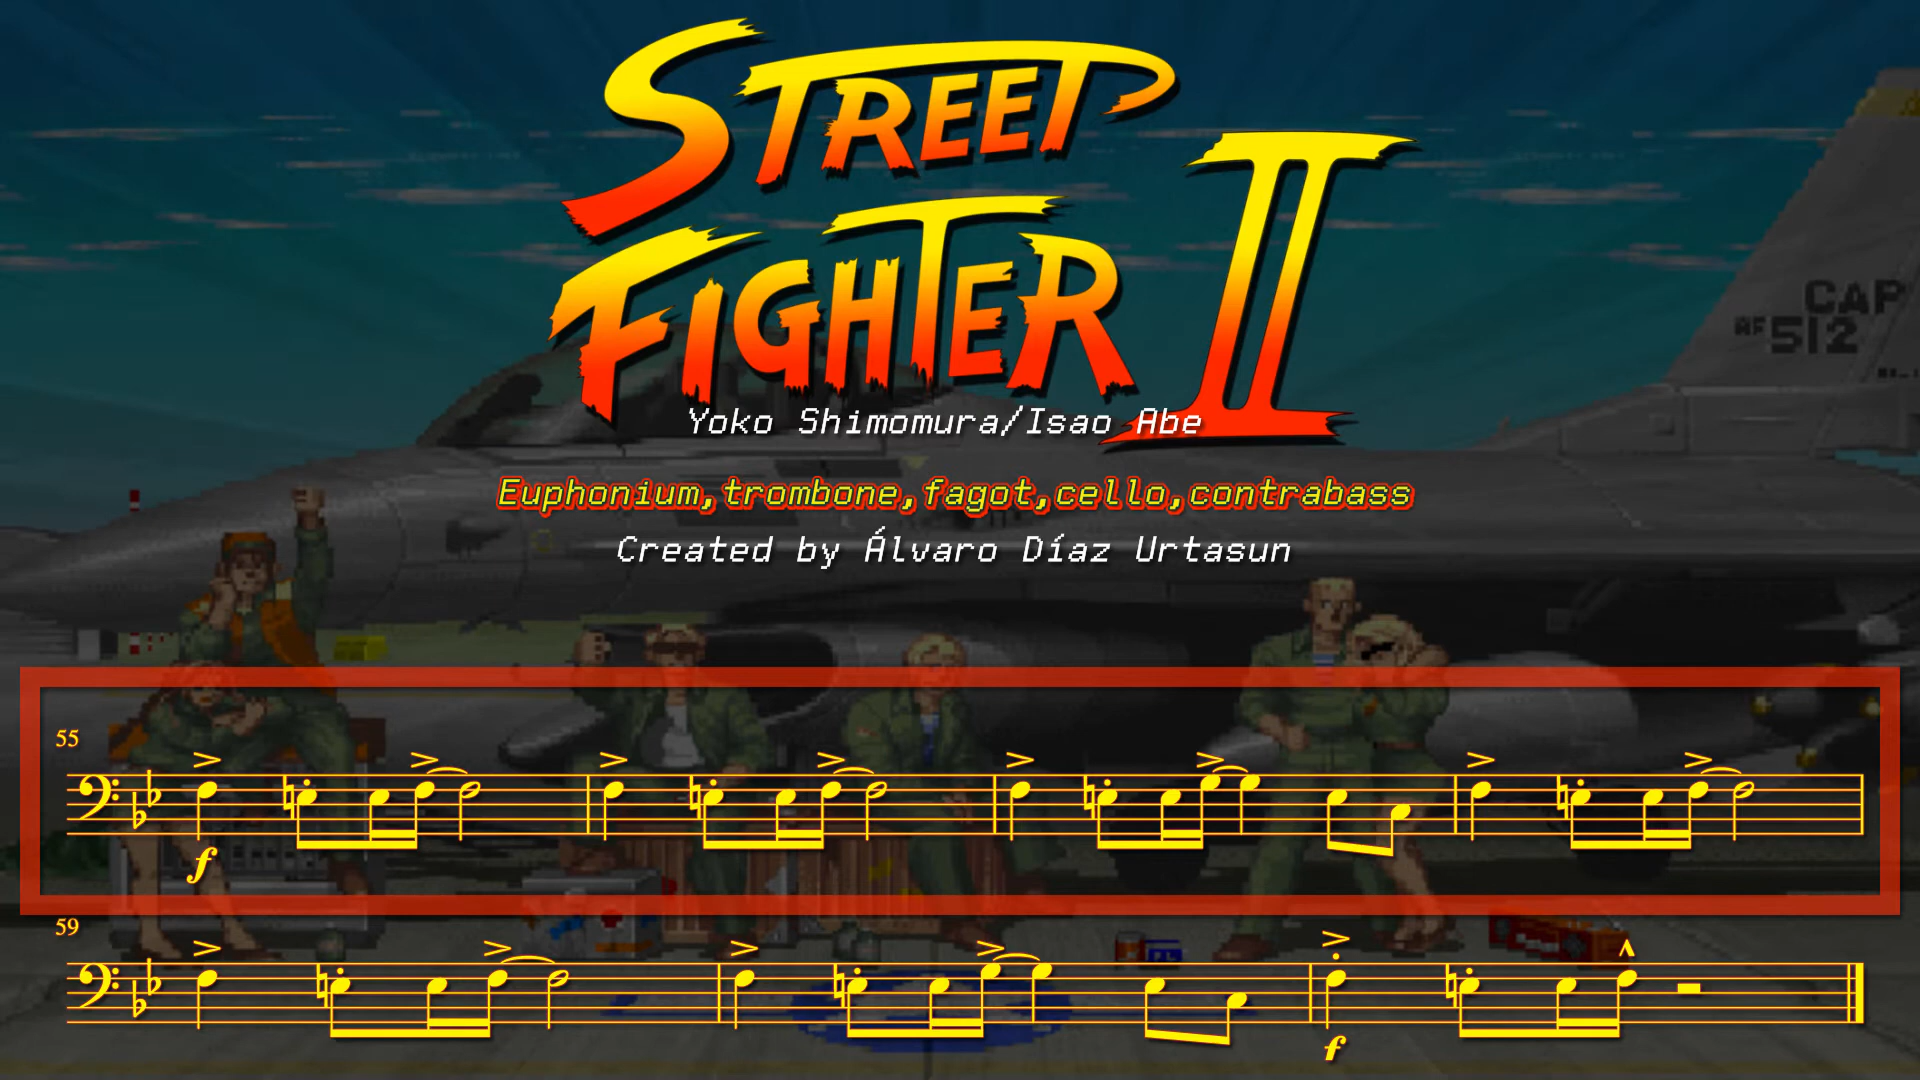 STREET
FIGHTER II
Yoko Shimomura/Isao Abe
Euphonium,trombone,fagot,cello,contrabass
Created by Álvaro Díaz Urtasun
CAP
AF 512
55
f
59
f